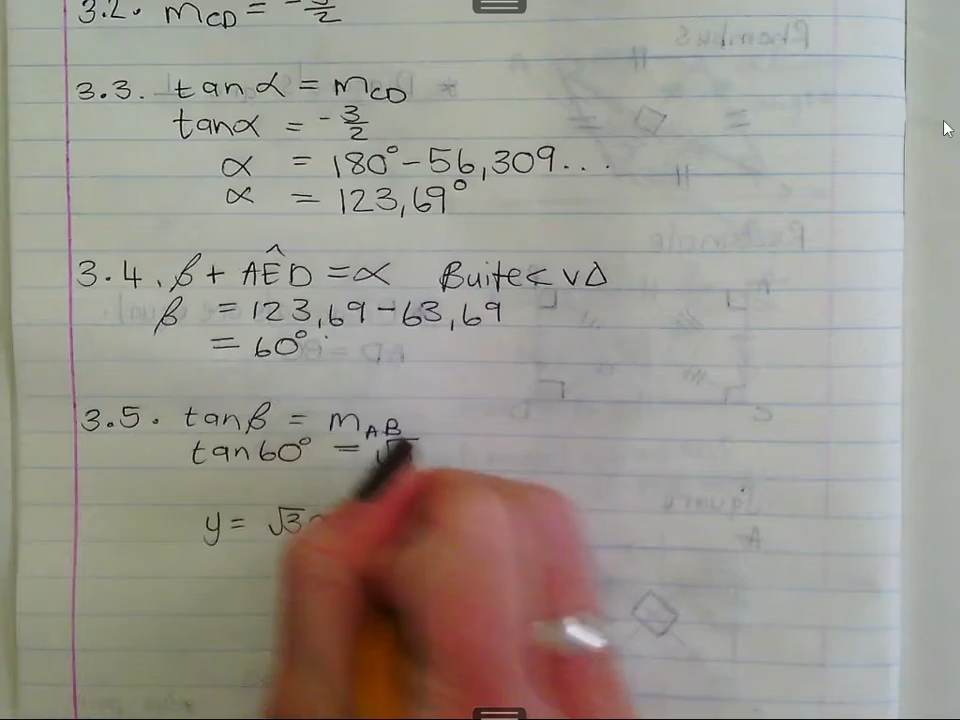 3.2. mCD = -3/2
3.3. tan α = mCD
tan α = -3/2
α = 180° - 56,309...
α = 123,69°
3.4. β + AÊD = α Buite < v Δ
β = 123,69 - 63,69
= 60°
3.5. tan β = mAB
tan 60° =
y = √3